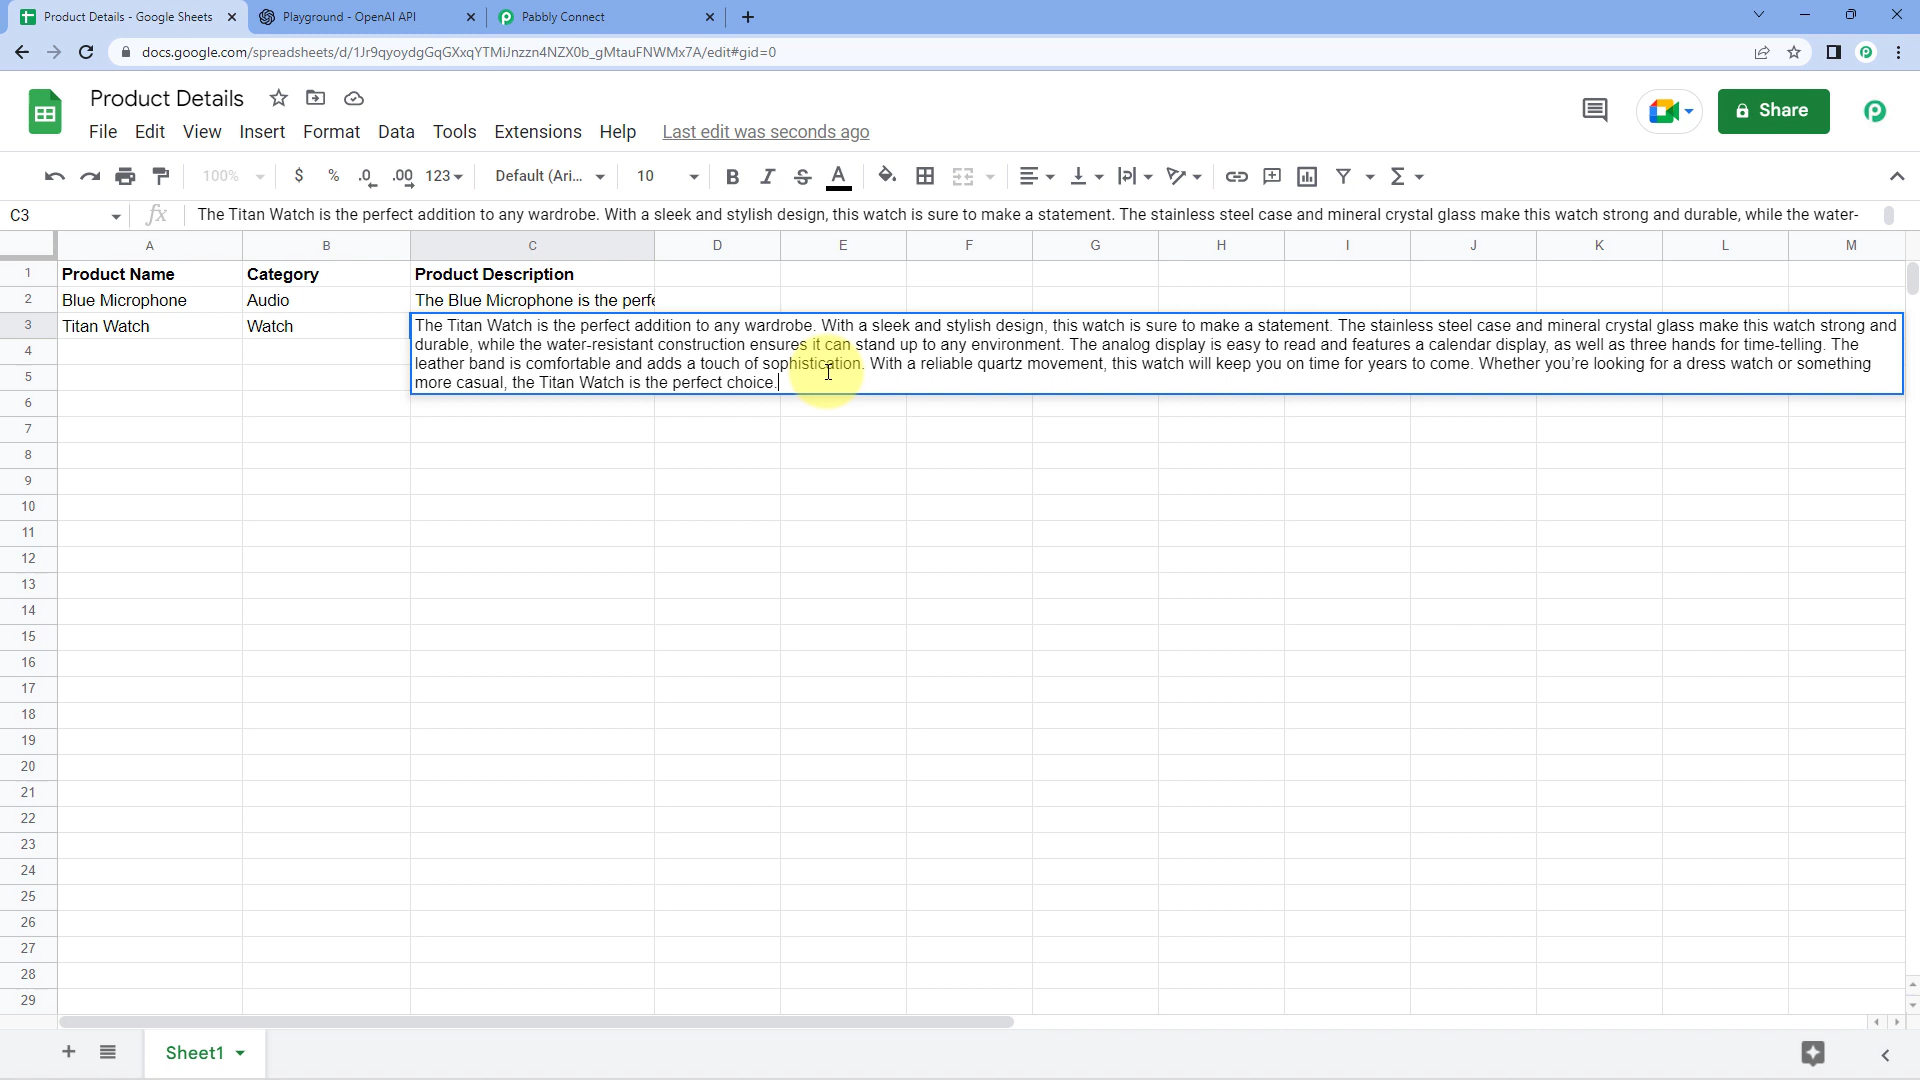 Product Details - Google Sheets
Playground - OpenAI API
Pabbly Connect
docs.google.com/spreadsheets/d/1Jr9qyoydgGqGXxqYTMiJnzzn4NZX0b_gMtauFNWMx7A/edit#gid=0
Product Details
Share
File Edit View Insert Format Data Tools Extensions Help Last edit was seconds ago
100% $ % .0 .00 123 Default (Ari... 10 B I S A
C3 fx The Titan Watch is the perfect addition to any wardrobe. With a sleek and stylish design, this watch is sure to make a statement. The stainless steel case and mineral crystal glass make this watch strong and durable, while the water-
A B C D E F G H I J K L M
1 Product Name Category Product Description
2 Blue Microphone Audio The Blue Microphone is the perfe
3 Titan Watch Watch The Titan Watch is the perfect addition to any wardrobe. With a sleek and stylish design, this watch is sure to make a statement. The stainless steel case and mineral crystal glass make this watch strong and
4 durable, while the water-resistant construction ensures it can stand up to any environment. The analog display is easy to read and features a calendar display, as well as three hands for time-telling. The
5 leather band is comfortable and adds a touch of sophistication. With a reliable quartz movement, this watch will keep you on time for years to come. Whether you're looking for a dress watch or something
more casual, the Titan Watch is the perfect choice.
6
7
8
9
10
11
12
13
14
15
16
17
18
19
20
21
22
23
24
25
26
27
28
29
Sheet1